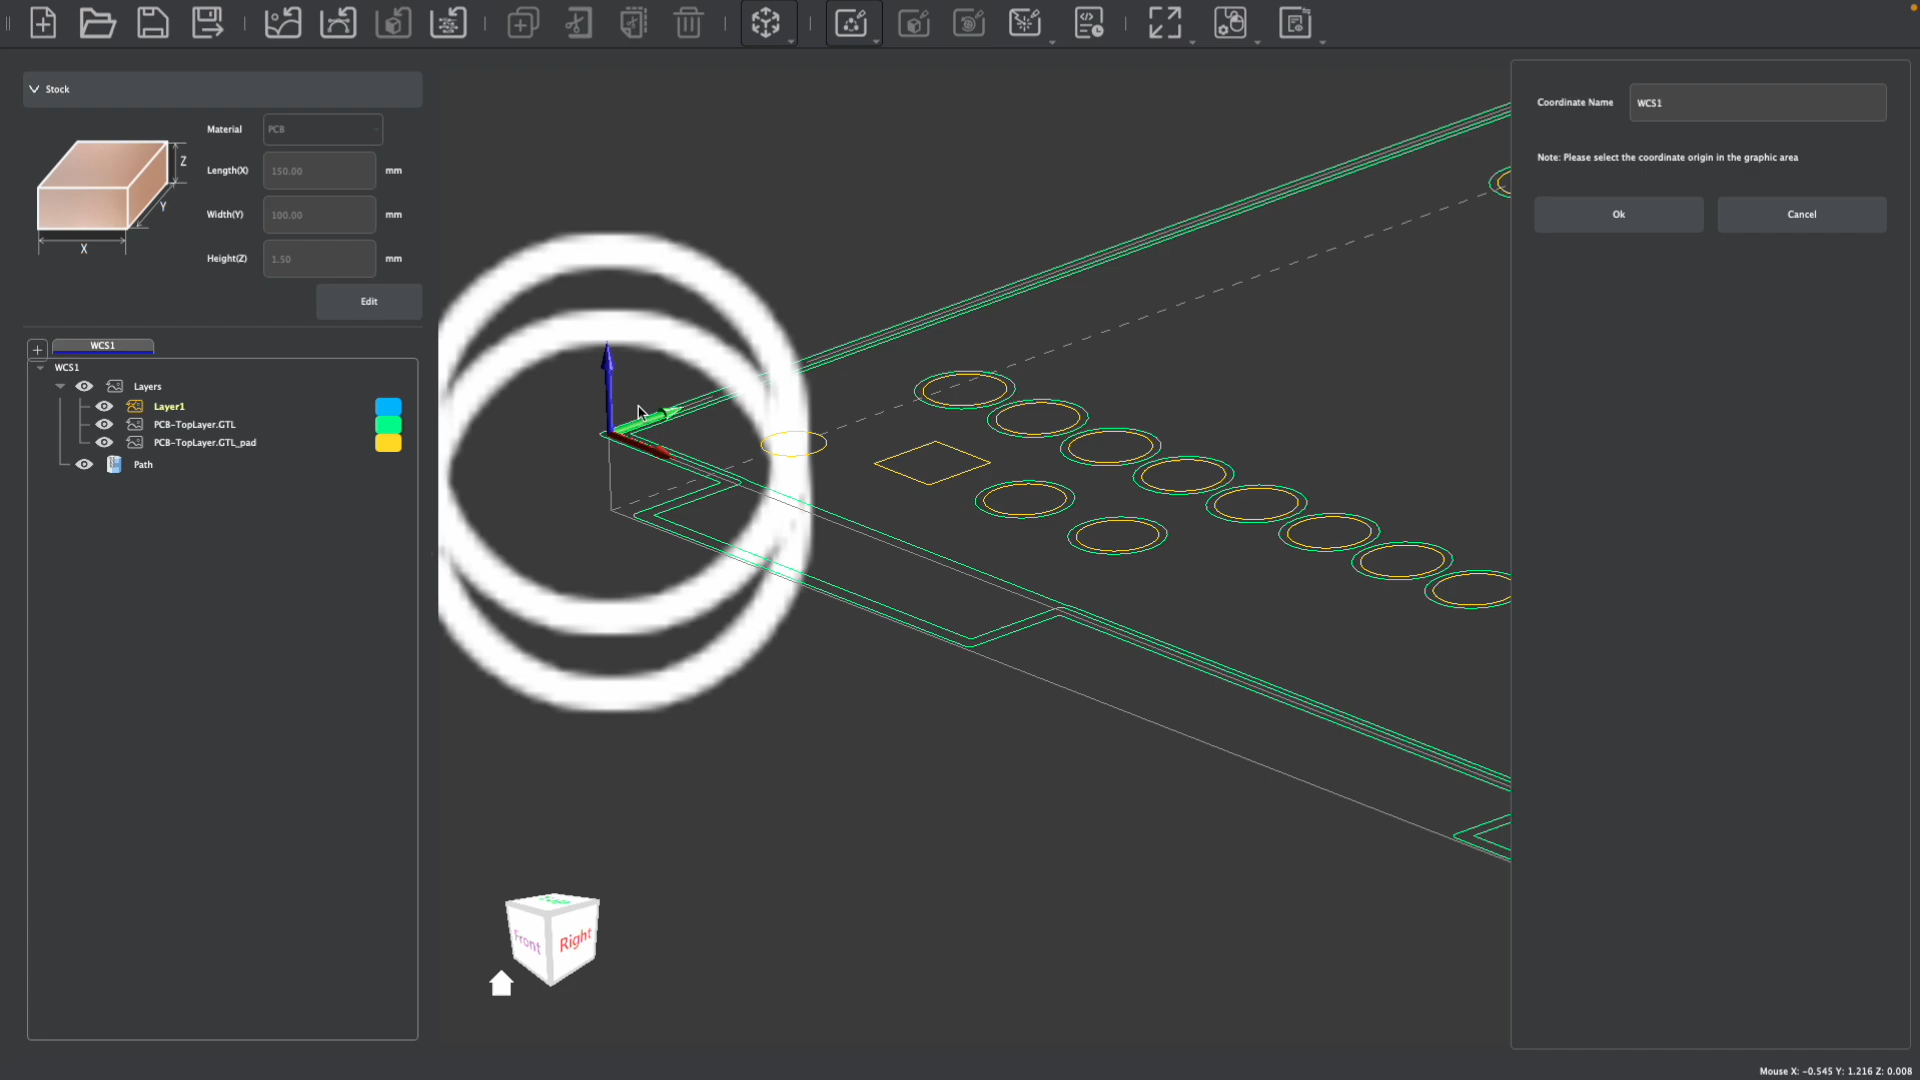 Stock
Material
PCB
Length(X)
150.00
mm
Width(Y)
100.00
mm
Height(Z)
1.50
mm
Z
Y
X
Edit
WCS1
WCS1
Layers
Layer1
PCB-TopLayer.GTL
PCB-TopLayer.GTL_pad
Path
Front
Right
Coordinate Name
WCS1
Note: Please select the coordinate origin in the graphic area
Ok
Cancel
Mouse X: -0.545 Y: 1.216 Z: 0.008